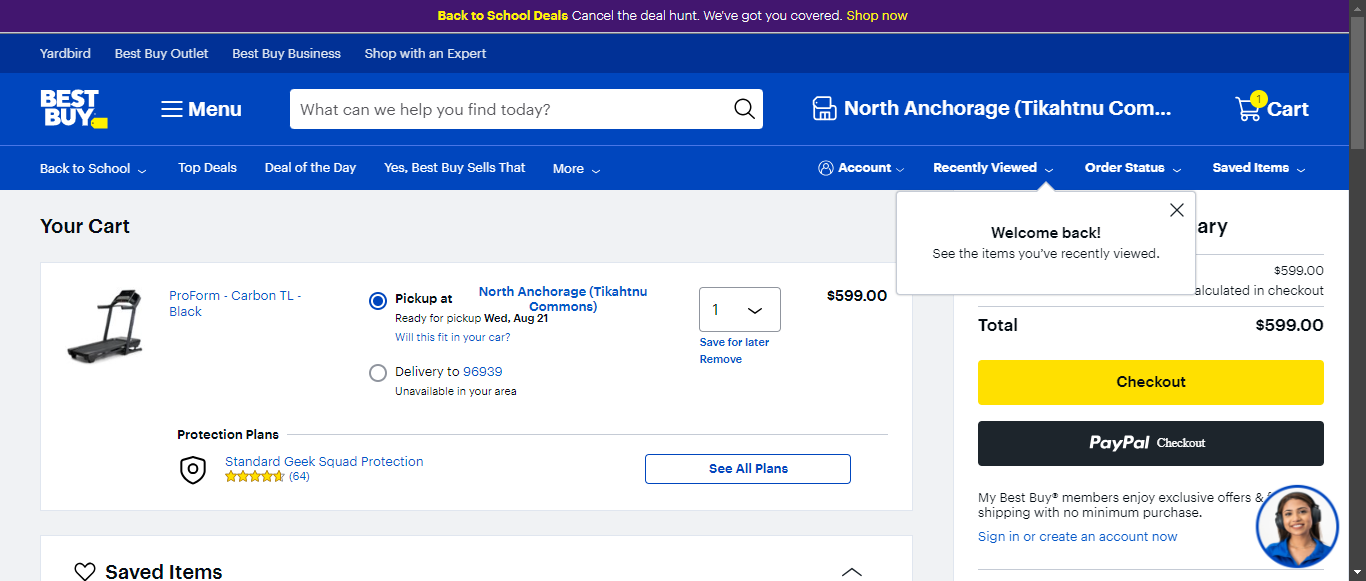 Back to School Deals Cancel the deal hunt. We've got you covered. Shop now
Yardbird Best Buy Outlet Best Buy Business Shop with an Expert
BEST
BUY
Menu
What can we help you find today?
North Anchorage (Tikahtnu Com...
1
Cart
Back to School Top Deals Deal of the Day Yes, Best Buy Sells That More
Account Recently Viewed Order Status Saved Items
Welcome back!
See the items you've recently viewed.
Your Cart
ProForm - Carbon TL -
Black
Pickup at North Anchorage (Tikahtnu
Commons)
Ready for pickup Wed, Aug 21
Will this fit in your car?
Delivery to 96939
Unavailable in your area
1
Save for later
Remove
$599.00
Protection Plans
Standard Geek Squad Protection
(64)
See All Plans
Saved Items
$599.00
in checkout
Total $599.00
Checkout
PayPal Checkout
My Best Buy® members enjoy exclusive offers &
shipping with no minimum purchase.
Sign in or create an account now